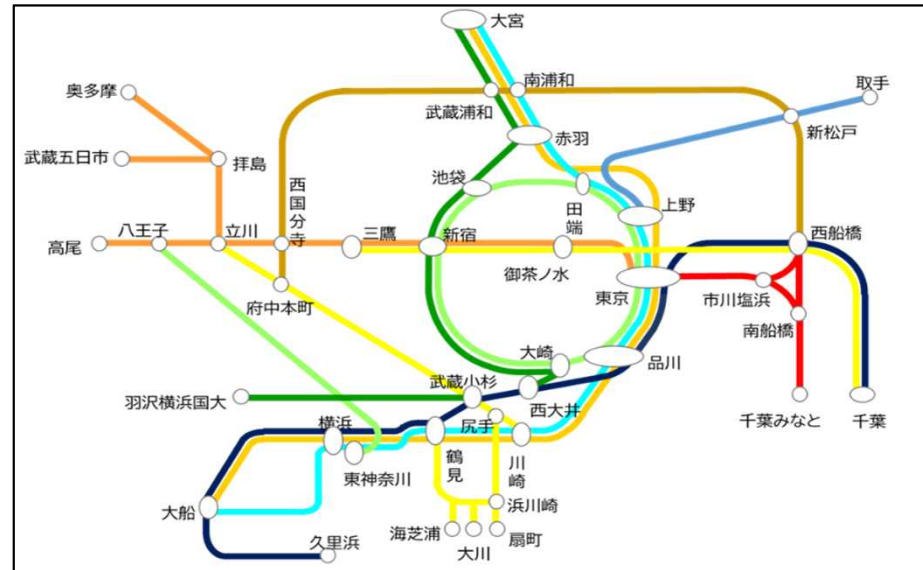 大宮
南浦和
取手
奥多摩
武蔵浦和
新松戸
赤羽
武蔵五日市
拝島
池袋
西国分寺
田端
上野
八王子
立川
三鷹
新宿
西船橋
高尾
御茶ノ水
東京
市川塩浜
府中本町
南船橋
大崎
品川
武蔵小杉
西大井
羽沢横浜国大
千葉みなと
千葉
横浜
尻手
鶴見
川崎
東神奈川
浜川崎
大船
海芝浦
扇町
大川
久里浜